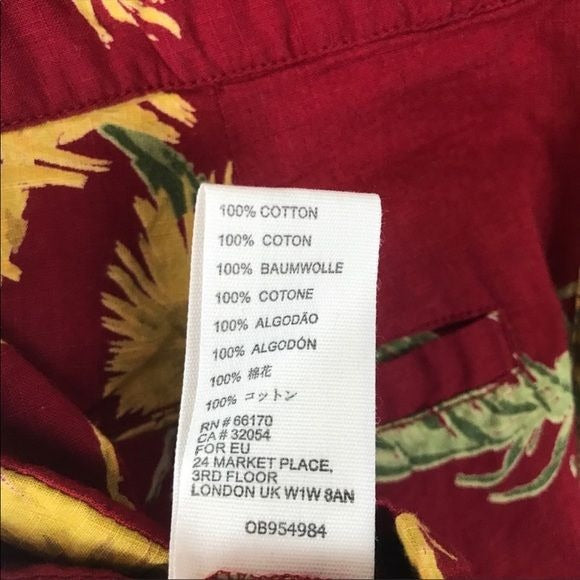 100% COTTON
100% COTON
100% BAUMWOLLE
100% COTONE
100% ALGODÃO
100% ALGODÓN
100% 棉花
100% コットン
RN# 66170
CA# 32054
FOR EU
24 MARKET PLACE,
3RD FLOOR
LONDON UK W1W 8AN
OB954984